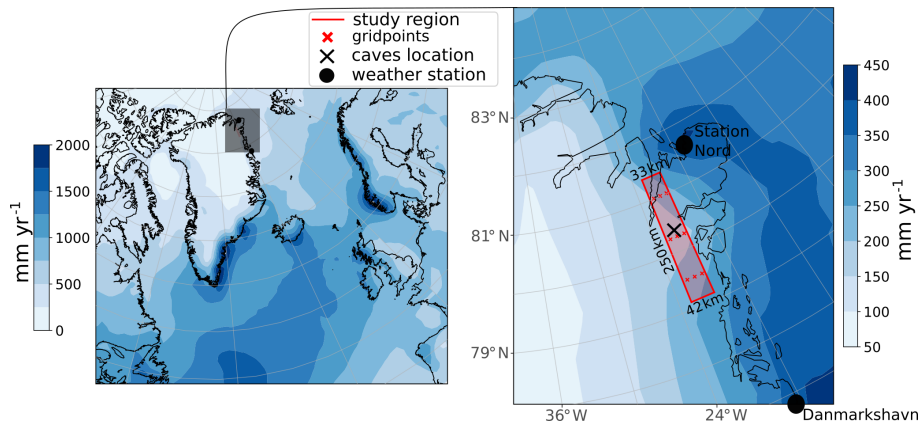 study region
gridpoints
caves location
weather station
mm yr⁻¹
2000
1500
1000
500
0
83°N
81°N
79°N
36°W
24°W
Station
Nord
33km
250km
42km
Danmarkshavn
450
400
350
300
250
200
150
100
50
mm yr⁻¹